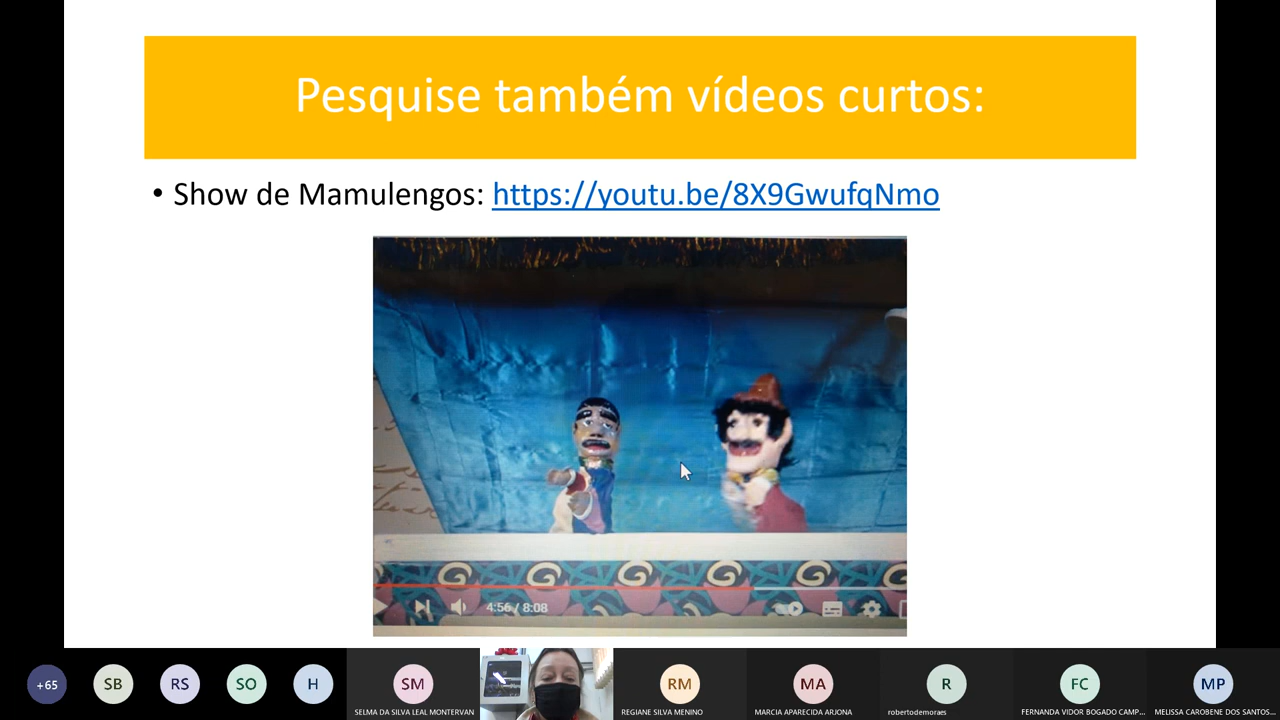 Pesquise também vídeos curtos:
• Show de Mamulengos: https://youtu.be/8X9GwufqNmo
4:56 / 8:08
+65
SB
RS
SO
H
SM
SELMA DA SILVA LEAL MONTERVAN
RM
REGIANE SILVA MENINO
MA
MARCIA APARECIDA ARJONA
R
robertodemoraes
FC
FERNANDA VIDOR BOGADO CAMP...
MP
MELISSA CAROBENE DOS SANTOS...